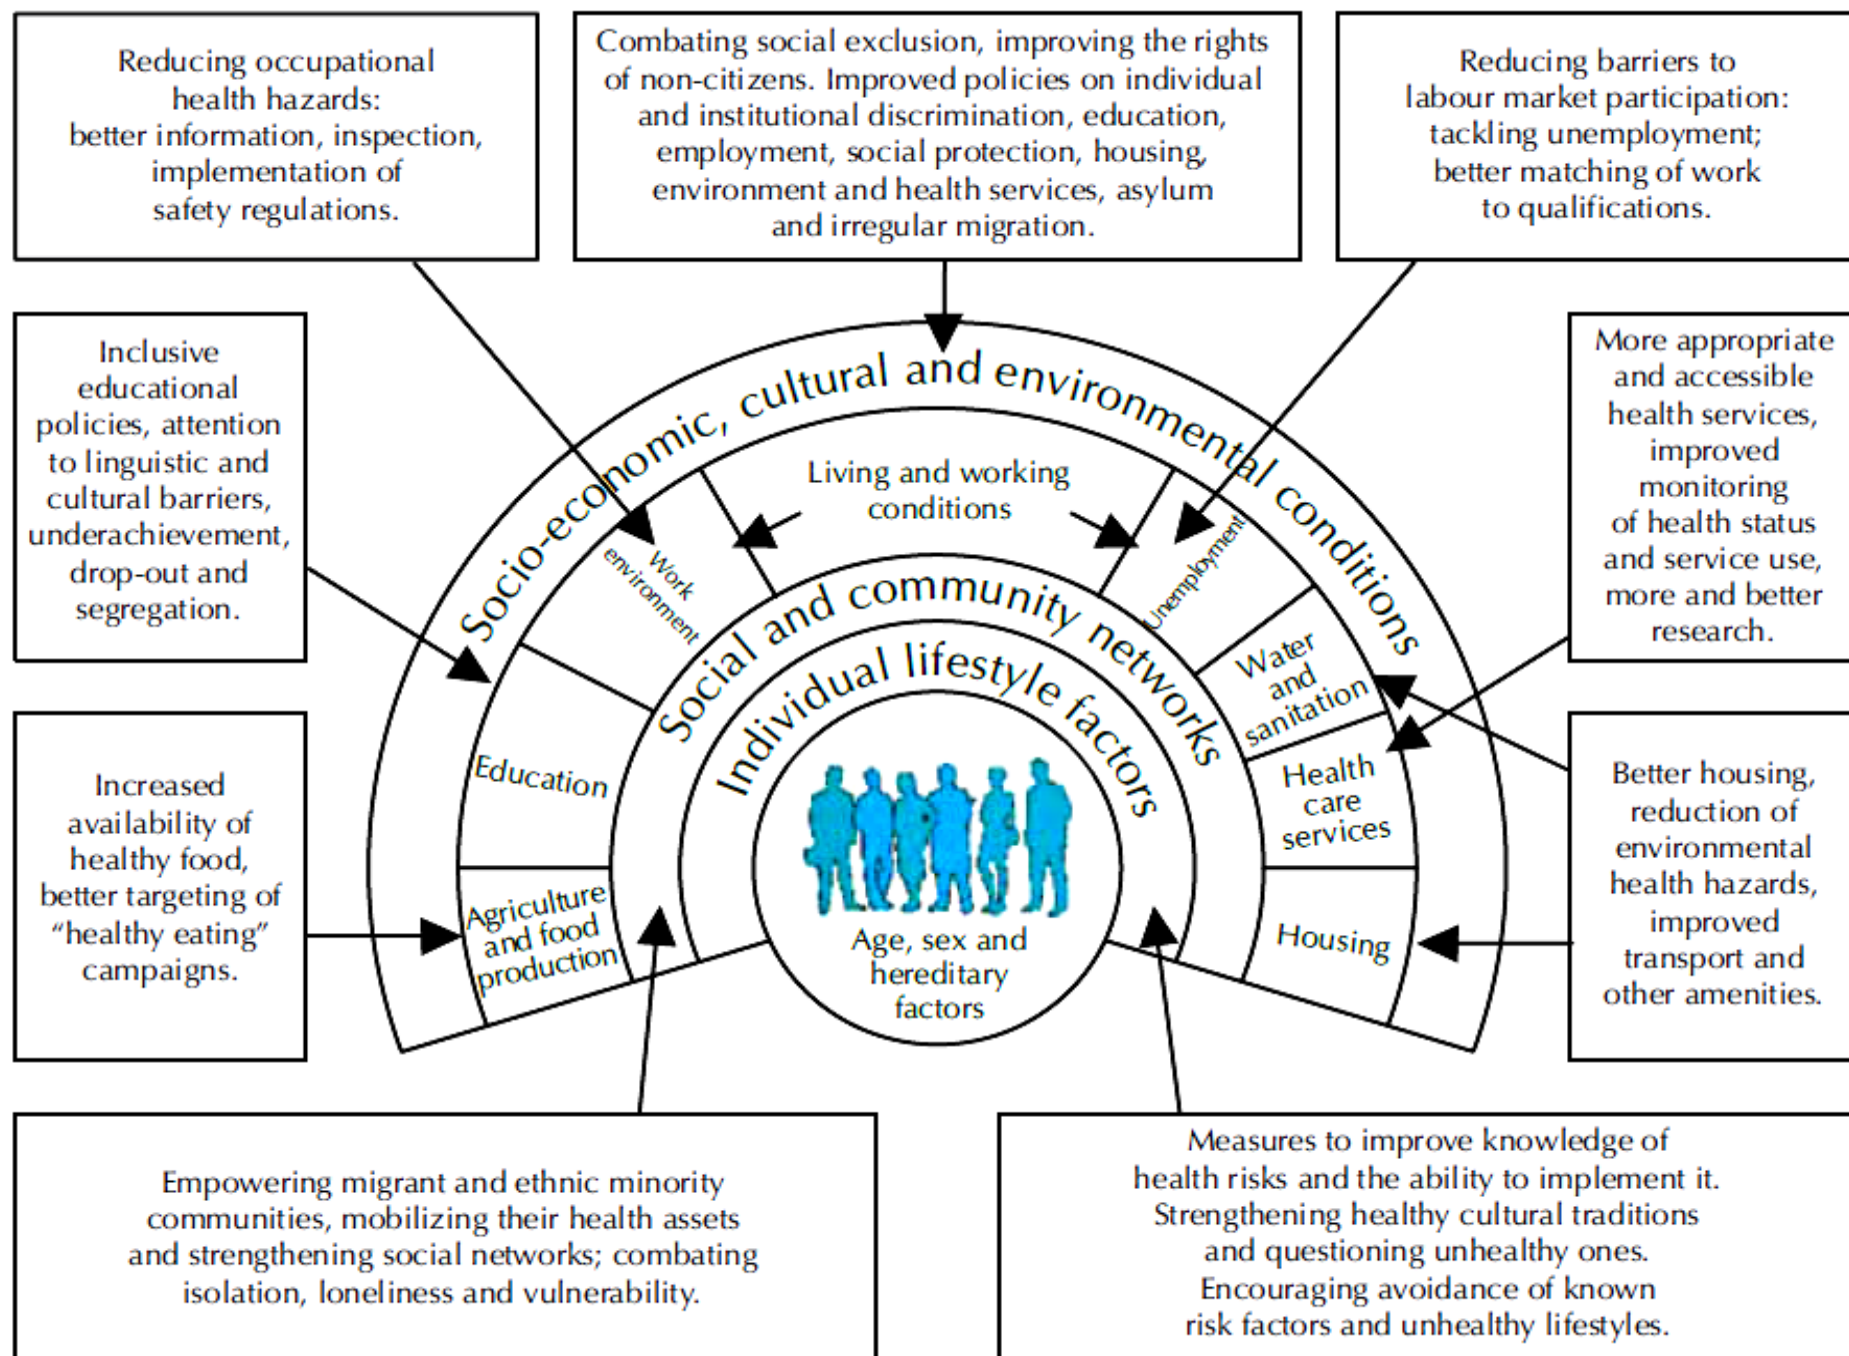 Reducing occupational
health hazards:
better information, inspection,
implementation of
safety regulations.
Combating social exclusion, improving the rights
of non-citizens. Improved policies on individual
and institutional discrimination, education,
employment, social protection, housing,
environment and health services, asylum
and irregular migration.
Reducing barriers to
labour market participation:
tackling unemployment;
better matching of work
to qualifications.
Inclusive
educational
policies, attention
to linguistic and
cultural barriers,
underachievement,
drop-out and
segregation.
More appropriate
and accessible
health services,
improved
monitoring
of health status
and service use,
more and better
research.
Socio-economic, cultural and environmental conditions
Living and working
conditions
Work
environment
Unemployment
Social and community networks
Individual lifestyle factors
Water
and
sanitation
Education
Health
care
services
Agriculture
and food
production
Housing
Age, sex and
hereditary
factors
Increased
availability of
healthy food,
better targeting of
“healthy eating”
campaigns.
Better housing,
reduction of
environmental
health hazards,
improved
transport and
other amenities.
Empowering migrant and ethnic minority
communities, mobilizing their health assets
and strengthening social networks; combating
isolation, loneliness and vulnerability.
Measures to improve knowledge of
health risks and the ability to implement it.
Strengthening healthy cultural traditions
and questioning unhealthy ones.
Encouraging avoidance of known
risk factors and unhealthy lifestyles.